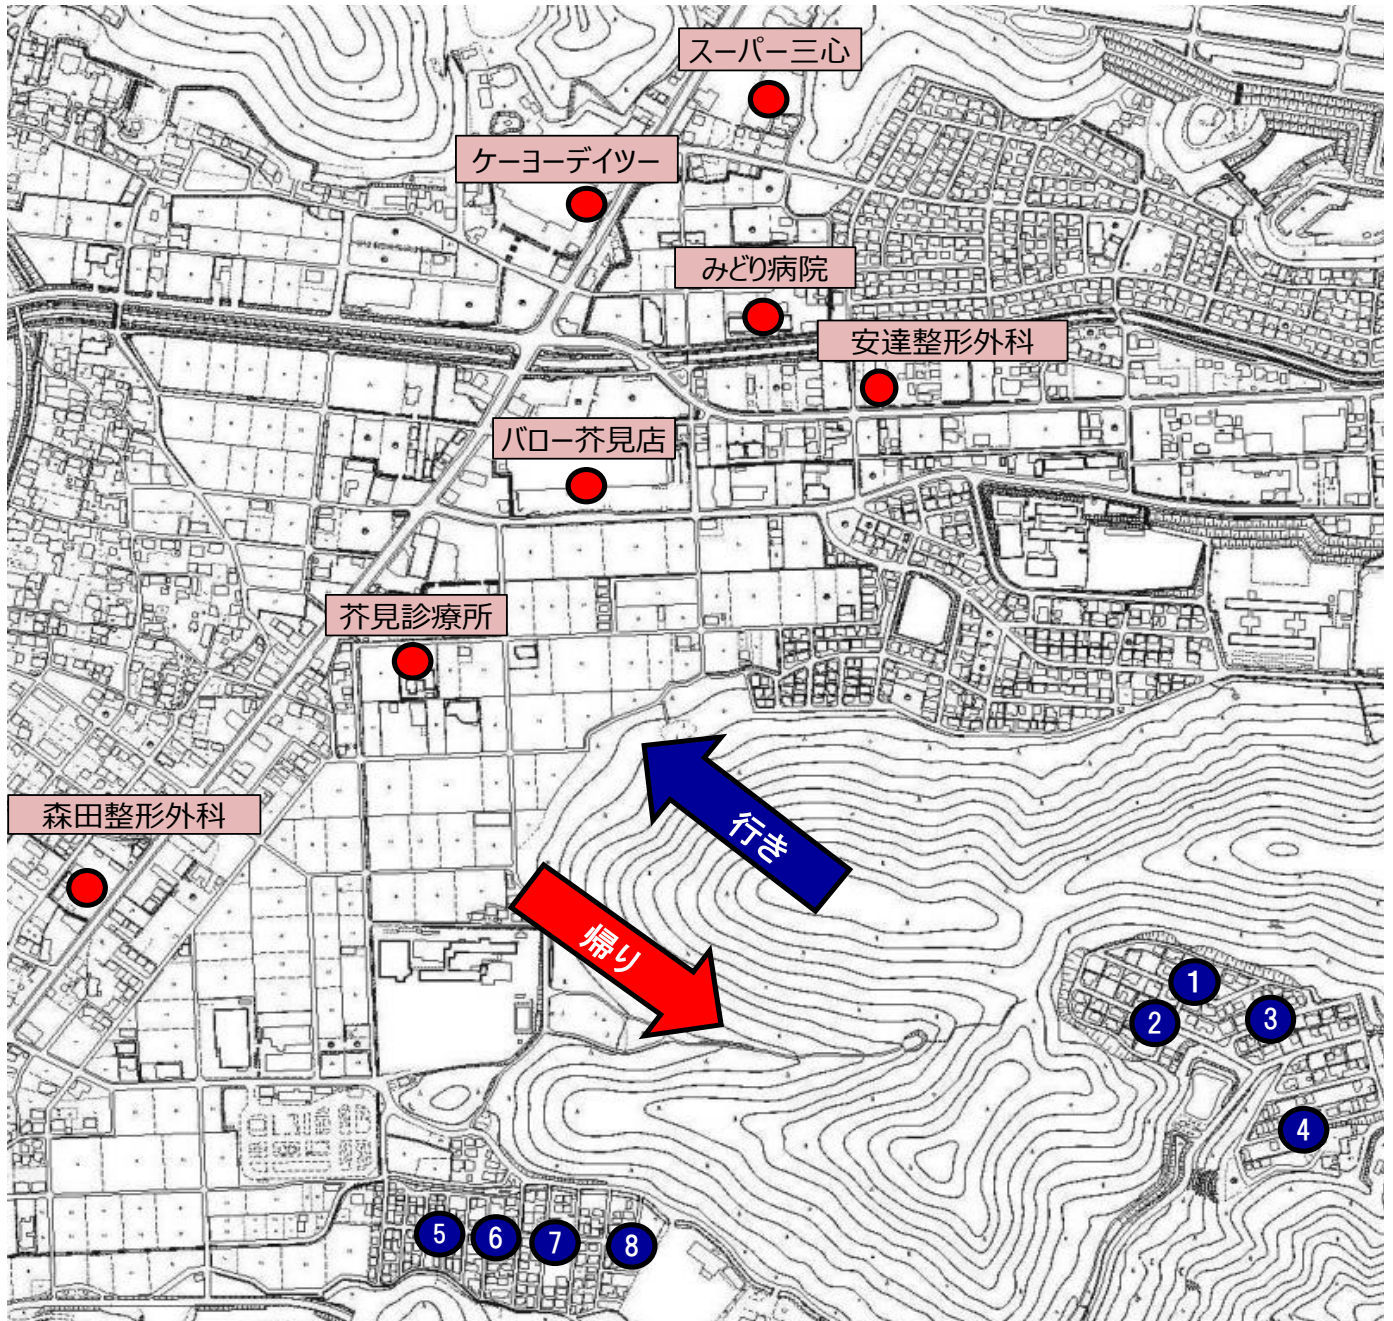 スーパー三心
ケーヨーデイツー
みどり病院
安達整形外科
バロー芥見店
芥見診療所
行き
森田整形外科
帰り
1
2
3
4
5
6
7
8